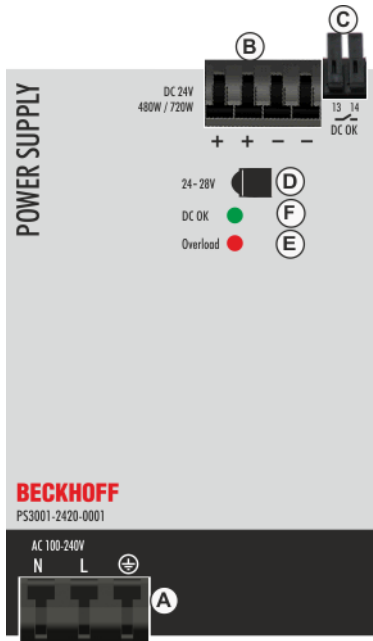 C
B
DC 24V
480W / 720W
13 14
DC OK
+ + − −
POWER SUPPLY
24-28V D
DC OK F
Overload E
BECKHOFF
PS3001-2420-0001
AC 100-240V
N L
A